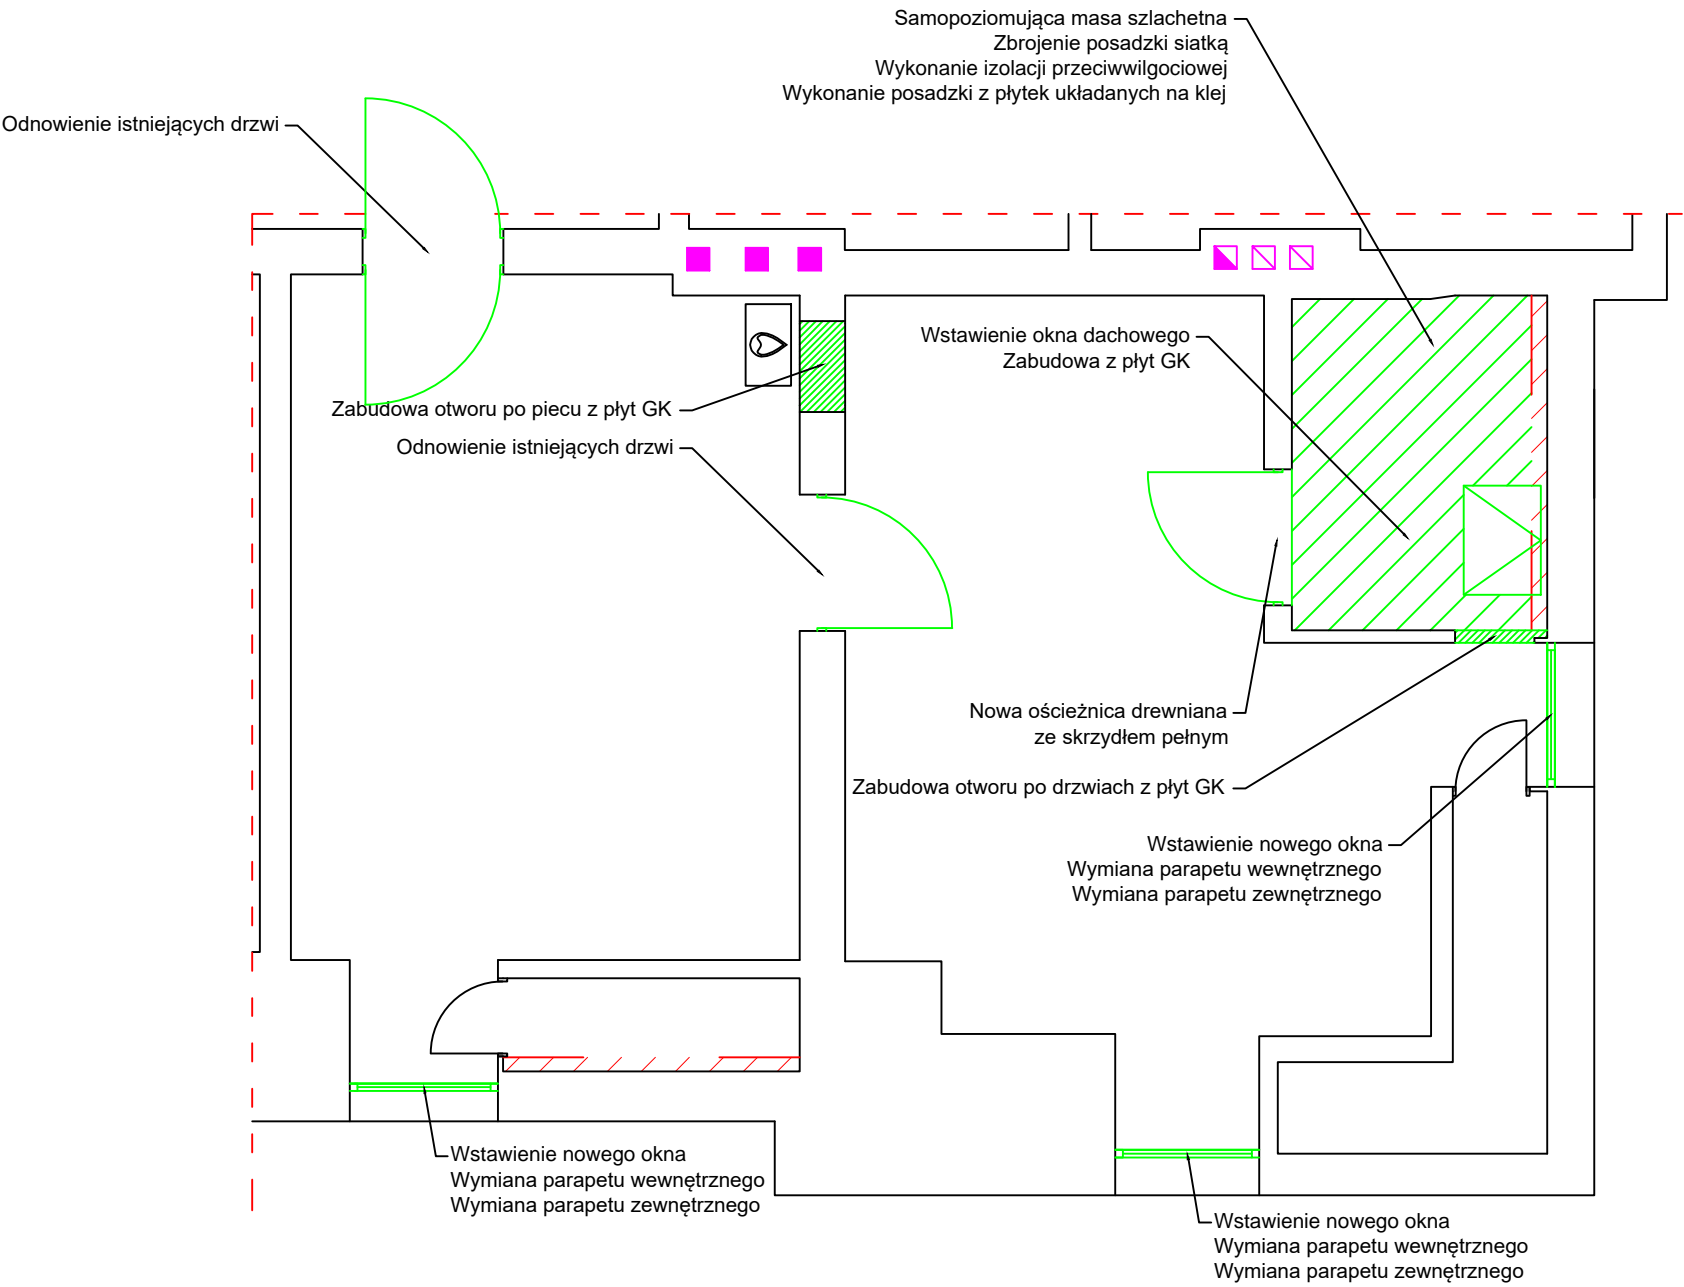 Samopoziomująca masa szlachetna
Zbrojenie posadzki siatką
Wykonanie izolacji przeciwwilgociowej
Wykonanie posadzki z płytek układanych na klej
Odnowienie istniejących drzwi
Wstawienie okna dachowego
Zabudowa z płyt GK
Zabudowa otworu po piecu z płyt GK
Odnowienie istniejących drzwi
Nowa ościeżnica drewniana
ze skrzydłem pełnym
Zabudowa otworu po drzwiach z płyt GK
Wstawienie nowego okna
Wymiana parapetu wewnętrznego
Wymiana parapetu zewnętrznego
Wstawienie nowego okna
Wymiana parapetu wewnętrznego
Wymiana parapetu zewnętrznego
Wstawienie nowego okna
Wymiana parapetu wewnętrznego
Wymiana parapetu zewnętrznego